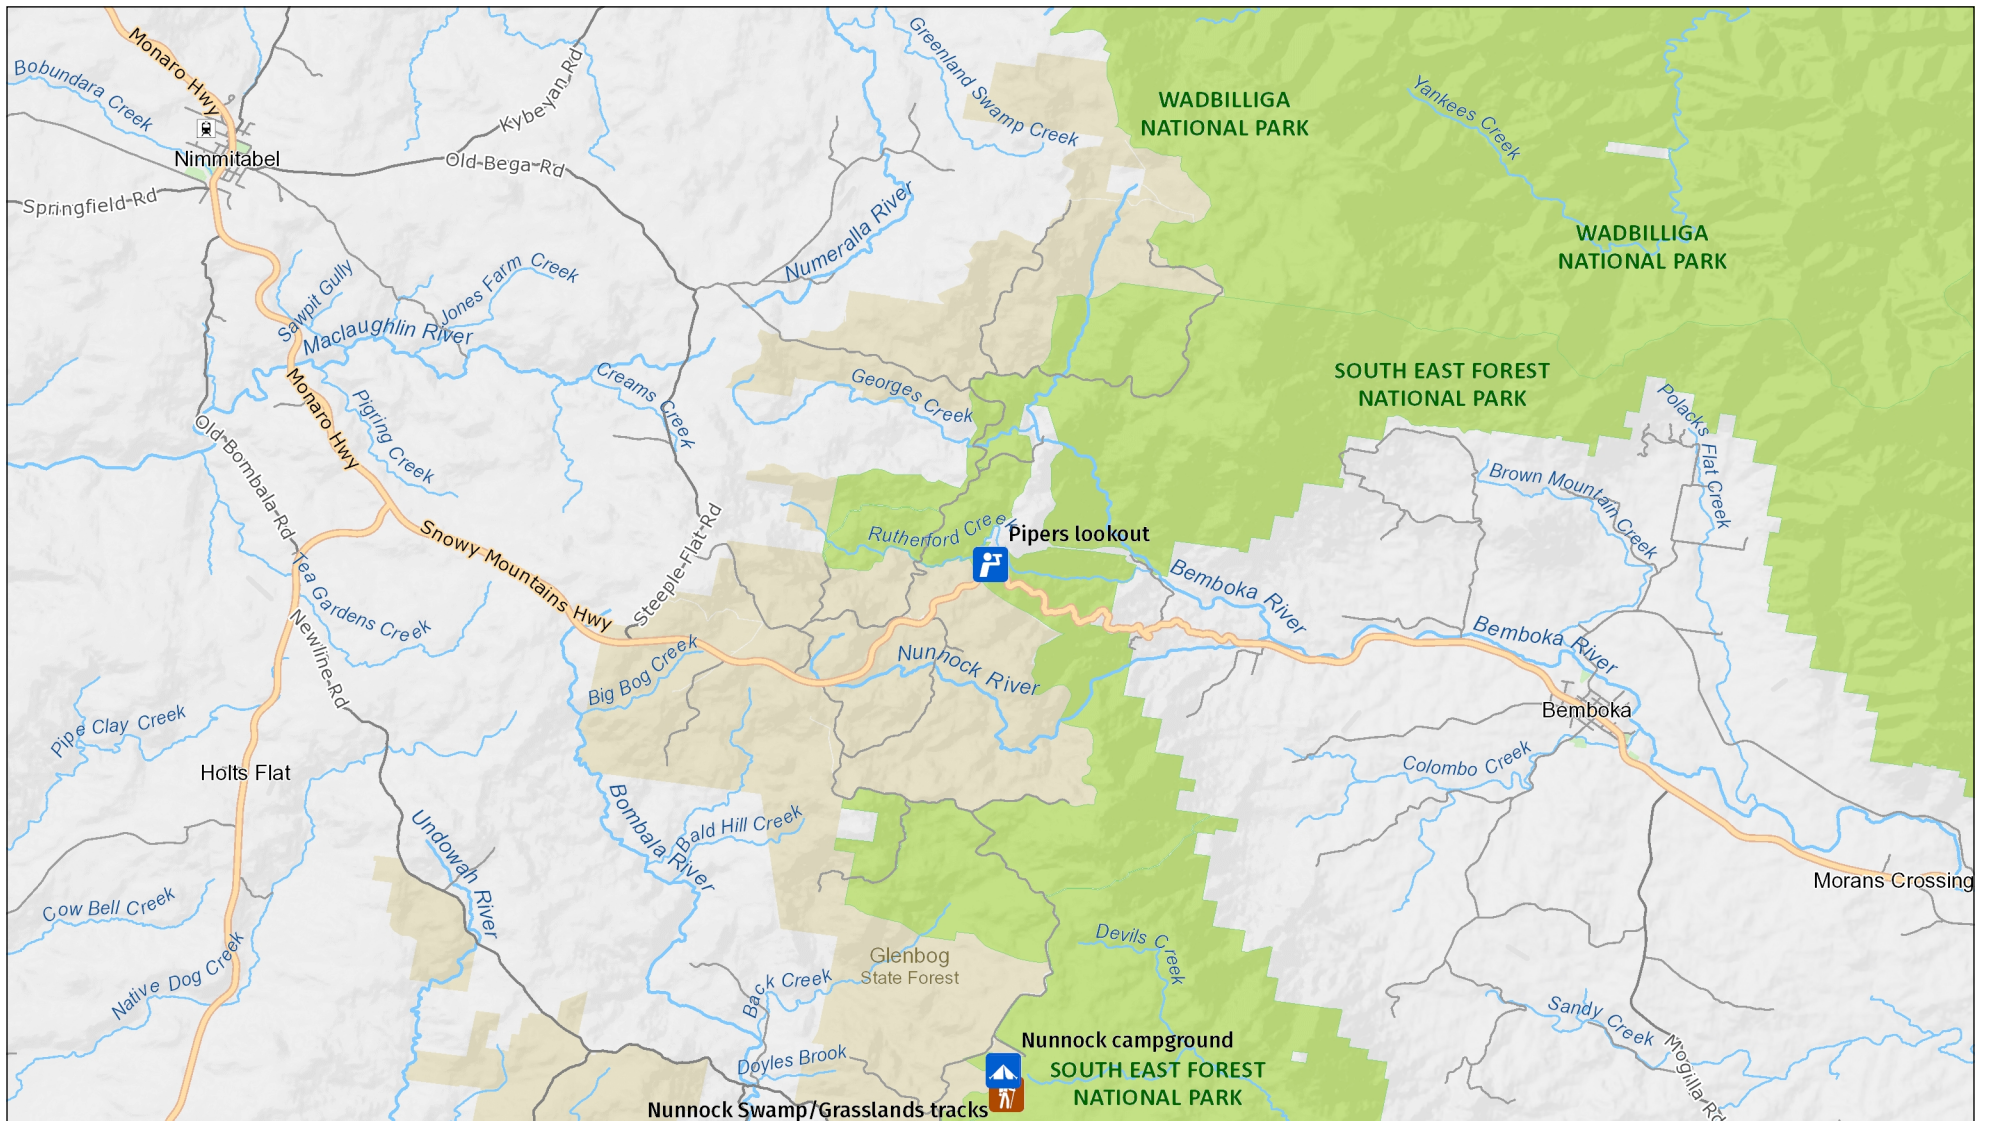 Monaro Hwy
Bobundara Creek
Nimmitabel
Springfield Rd
Kybeyan Rd
Old Bega Rd
Greenland Swamp Creek
WADBILLIGA
NATIONAL PARK
Yankees Creek
WADBILLIGA
NATIONAL PARK
Numeralla River
Sawpit Gully
Jones Farm Creek
Maclaughlin River
Monaro Hwy
Pigring Creek
Creams Creek
Georges Creek
SOUTH EAST FOREST
NATIONAL PARK
Polacks Flat Creek
Brown Mountain Creek
Old Bombala Rd
Snowy Mountains Hwy
Steeple-Flat Rd
Rutherford Creek
Pipers lookout
Bemboka River
Bemboka River
Tea Gardens Creek
Newline Rd
Big Bog Creek
Nunnock River
Bemboka
Pipe Clay Creek
Holts Flat
Colombo Creek
Bombala River
Bald Hill Creek
Undowah River
Morans Crossing
Cow Bell Creek
Native Dog Creek
Devils Creek
Glenbog
State Forest
Back Creek
Sandy Creek
Nunnock campground
Doyles Brook
SOUTH EAST FOREST
NATIONAL PARK
Mogilla Rd
Nunnock Swamp/Grasslands tracks